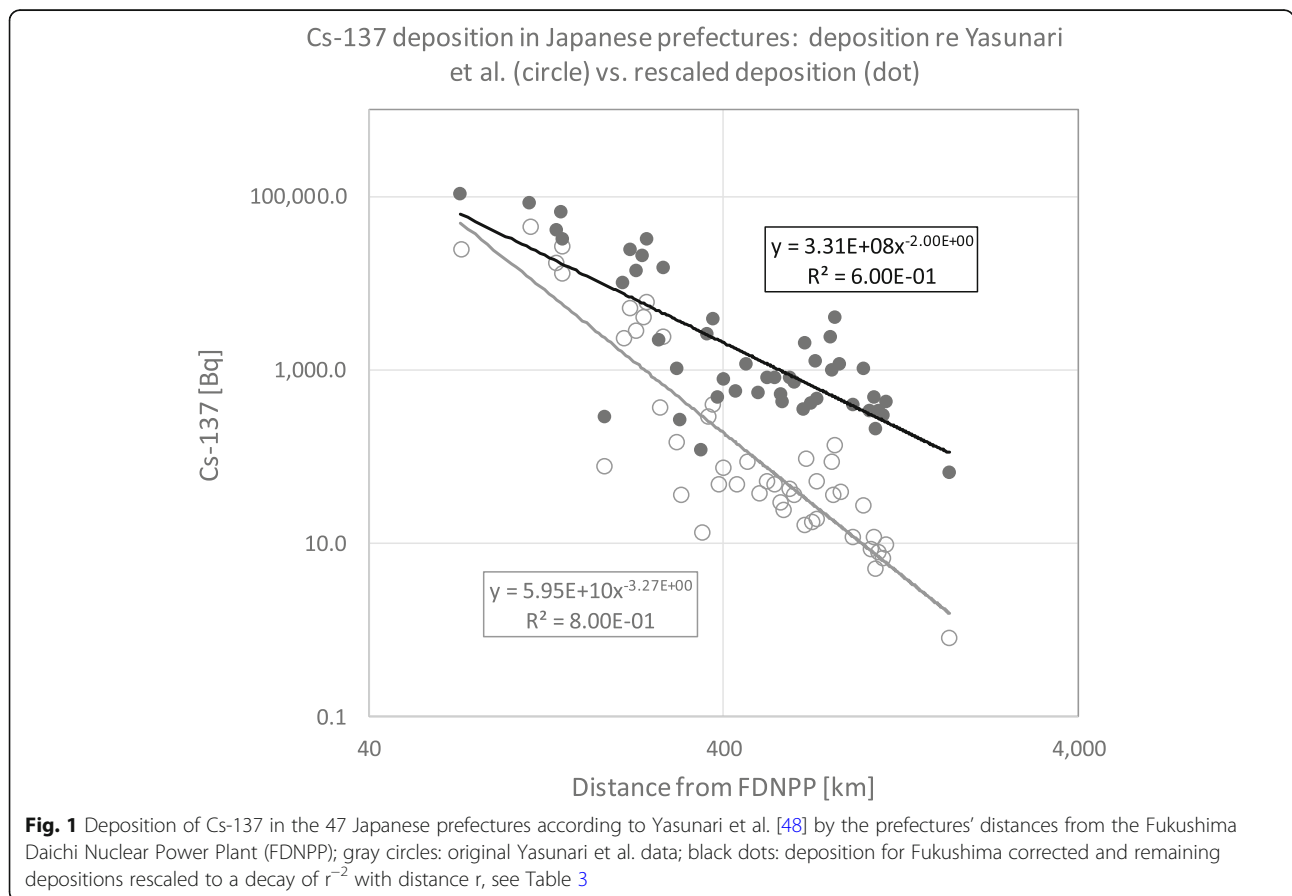 Cs-137 deposition in Japanese prefectures:  deposition re Yasunari
et al. (circle) vs. rescaled deposition (dot)
100,000.0
1,000.0
10.0
0.1
Cs-137 [Bq]
y = 3.31E+08x^-2.00E+00
R² = 6.00E-01
y = 5.95E+10x^-3.27E+00
R² = 8.00E-01
40
400
4,000
Distance from FDNPP [km]
Fig. 1 Deposition of Cs-137 in the 47 Japanese prefectures according to Yasunari et al. [48] by the prefectures' distances from the Fukushima
Daichi Nuclear Power Plant (FDNPP); gray circles: original Yasunari et al. data; black dots: deposition for Fukushima corrected and remaining
depositions rescaled to a decay of r⁻² with distance r, see Table 3